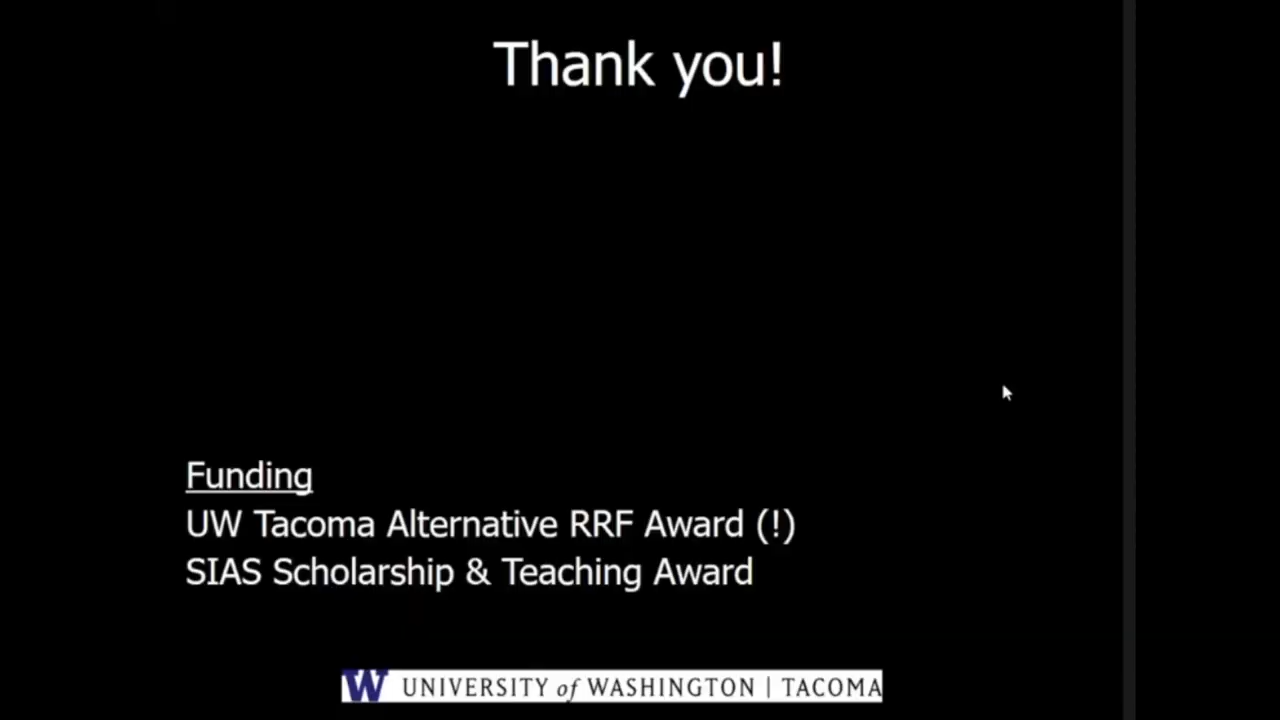 Thank you!
Funding
UW Tacoma Alternative RRF Award (!)
SIAS Scholarship & Teaching Award
W UNIVERSITY of WASHINGTON | TACOMA